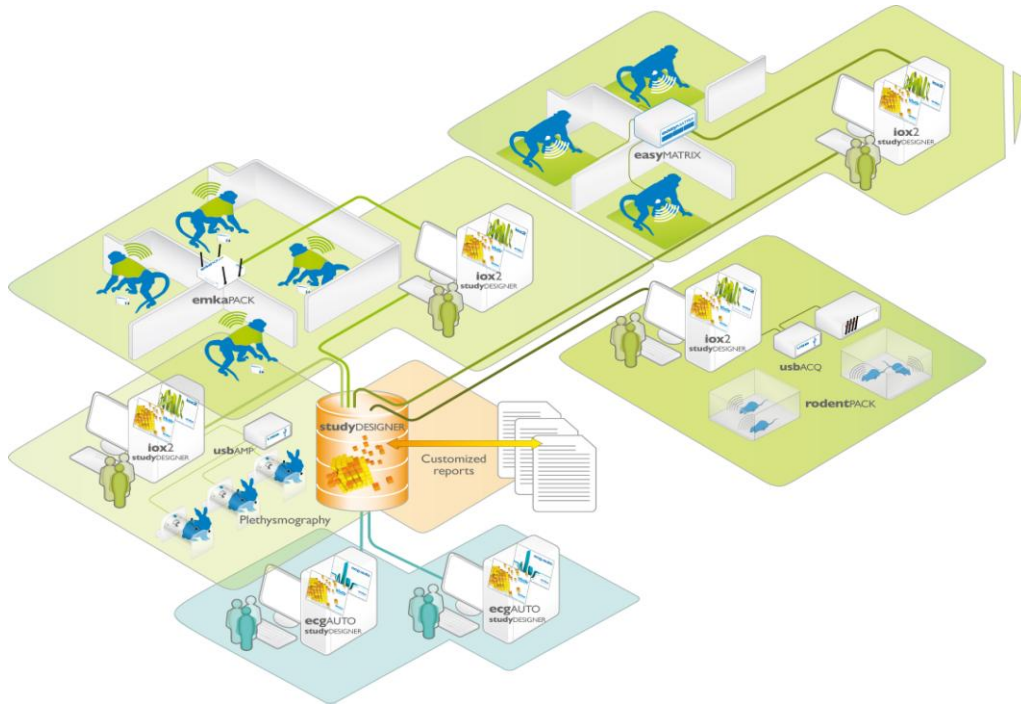 easyMATRIX
iox2
studyDESIGNER
emkaPACK
iox2
studyDESIGNER
iox2
studyDESIGNER
usbACQ
rodentPACK
iox2
studyDESIGNER
usbAMP
Plethysmography
studyDESIGNER
Customized
reports
ecgAUTO
studyDESIGNER
ecgAUTO
studyDESIGNER